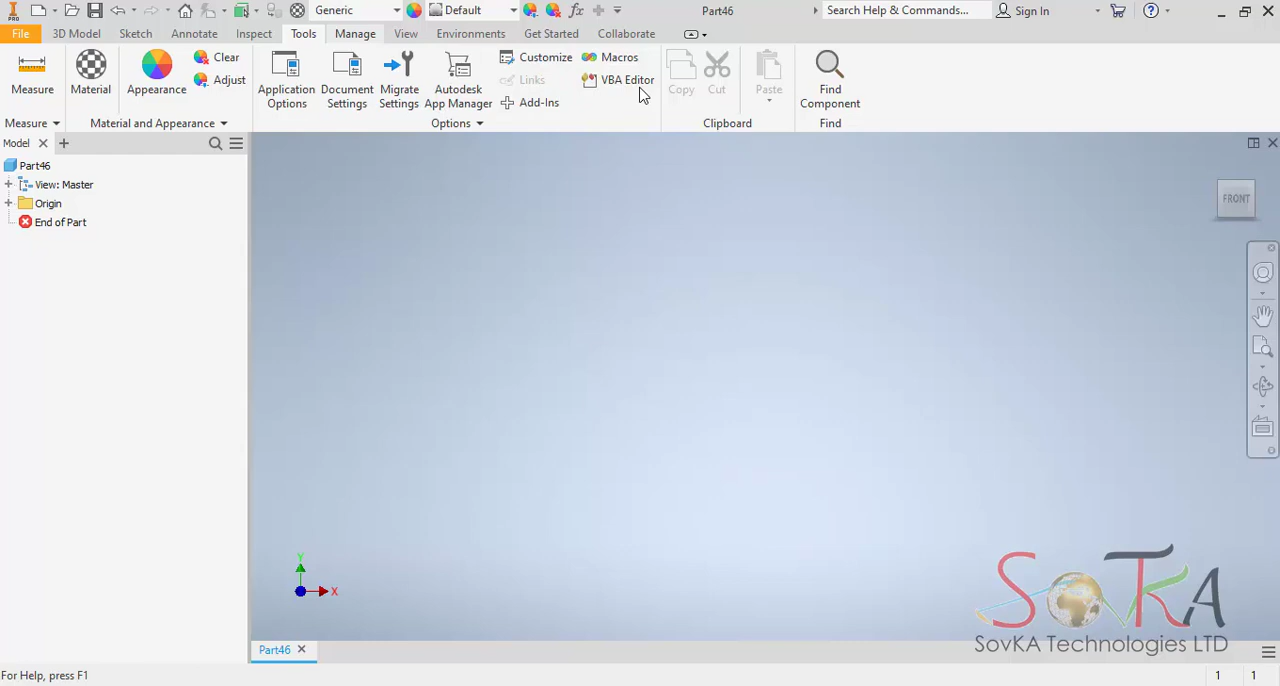 PRO
Generic
Default
fx
Part46
Search Help & Commands...
Sign In
File
3D Model
Sketch
Annotate
Inspect
Tools
Manage
View
Environments
Get Started
Collaborate
Measure
Material
Appearance
Clear
Adjust
Application Options
Document Settings
Migrate Settings
Autodesk App Manager
Customize
Links
Add-Ins
Macros
VBA Editor
Copy
Cut
Paste
Find Component
Measure
Material and Appearance
Options
Clipboard
Find
Model
Part46
View: Master
Origin
End of Part
FRONT
Y
X
SoTKA
SovKA Technologies LTD
Part46
For Help, press F1
1
1